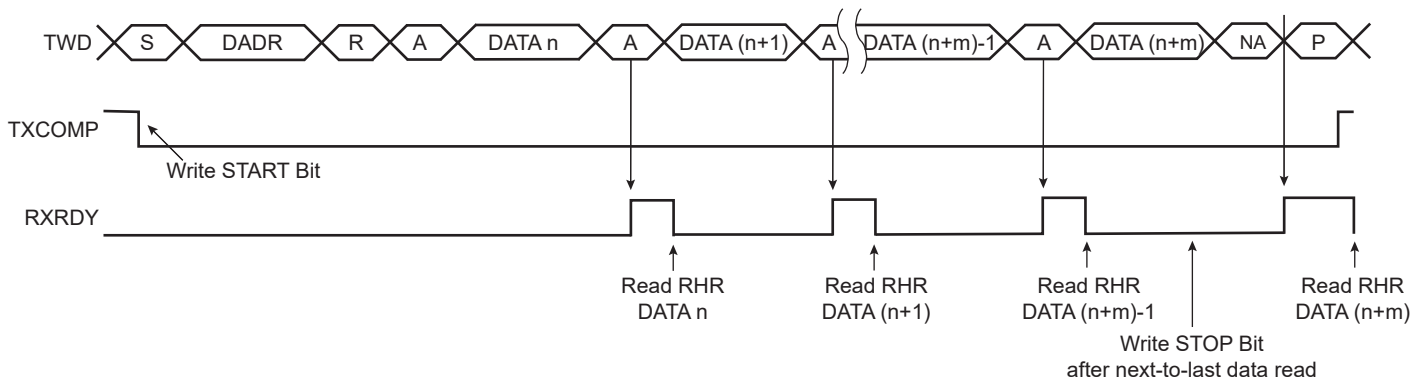 TWD S DADR R A DATA n A DATA (n+1) A DATA (n+m)-1 A DATA (n+m) NA P
TXCOMP
Write START Bit
RXRDY
Read RHR Read RHR Read RHR Read RHR
DATA n DATA (n+1) DATA (n+m)-1 DATA (n+m)
Write STOP Bit
after next-to-last data read